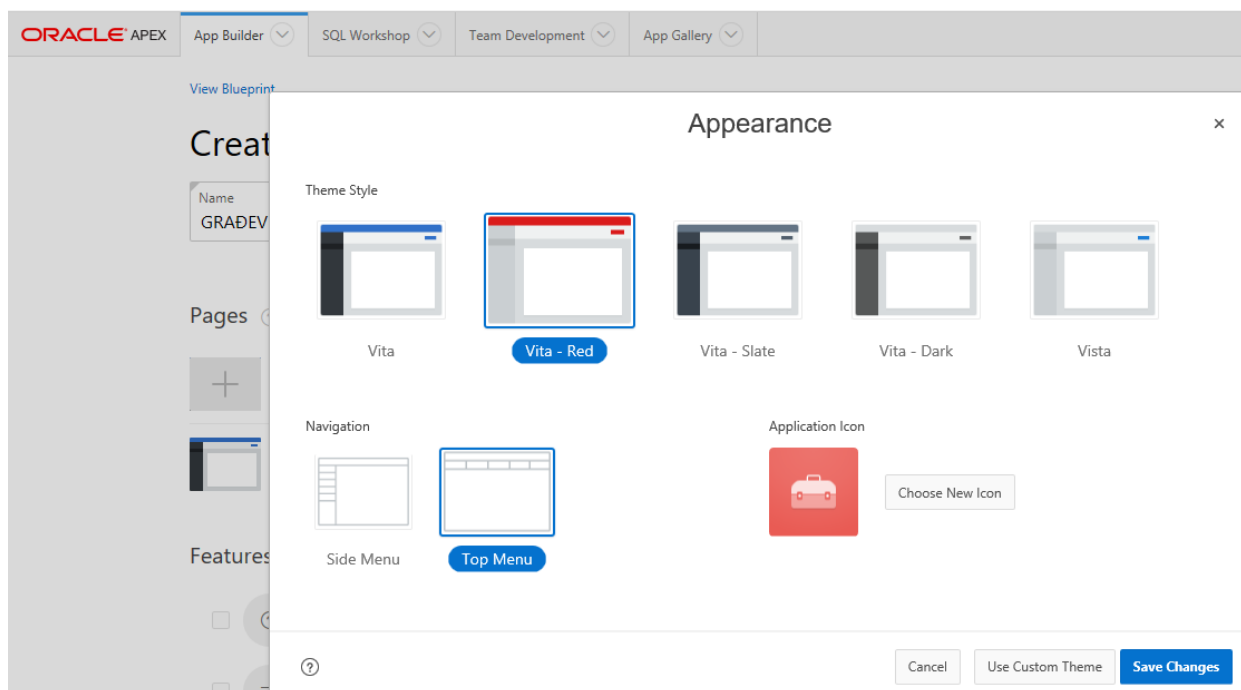 ORACLE APEX App Builder SQL Workshop Team Development App Gallery
View Blueprint
Appearance
Creat
Theme Style
Name
GRAĐEV
Pages
Vita Vita - Red Vita - Slate Vita - Dark Vista
Navigation Application Icon
Choose New Icon
Side Menu Top Menu
Features
Cancel Use Custom Theme Save Changes